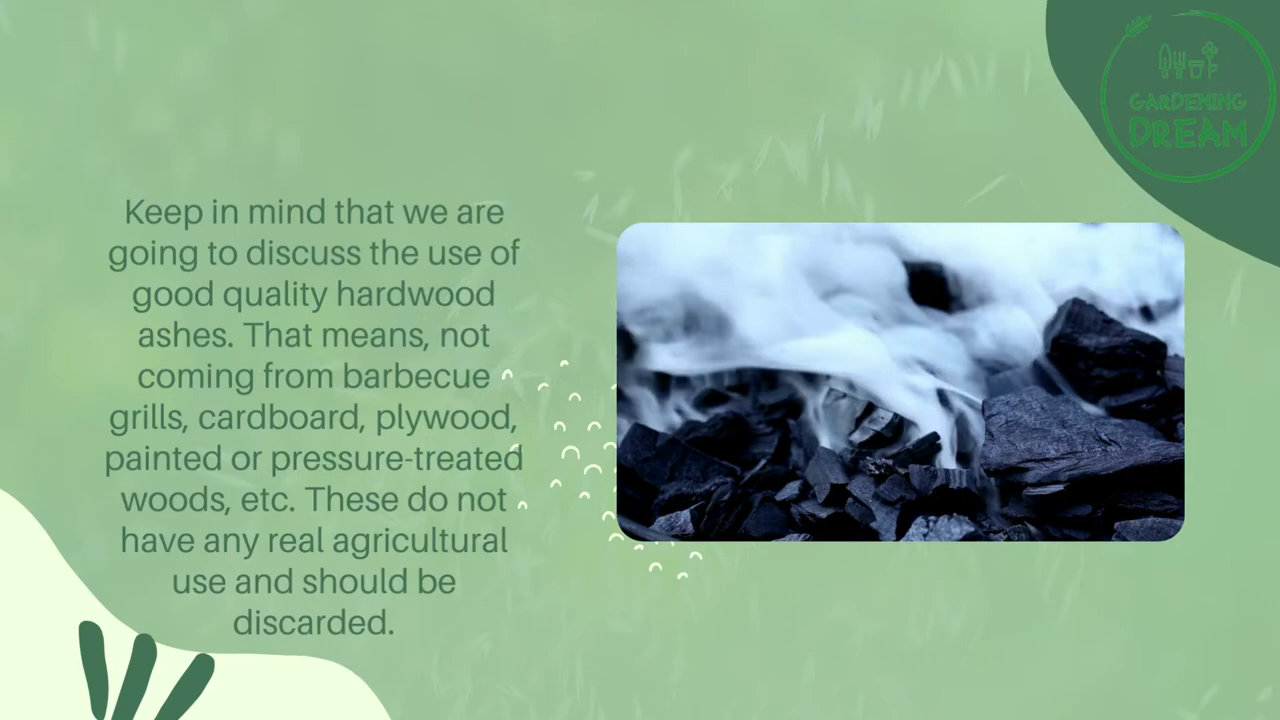 GARDENING
DREAM
Keep in mind that we are
going to discuss the use of
good quality hardwood
ashes. That means, not
coming from barbecue
grills, cardboard, plywood,
painted or pressure-treated
woods, etc. These do not
have any real agricultural
use and should be
discarded.